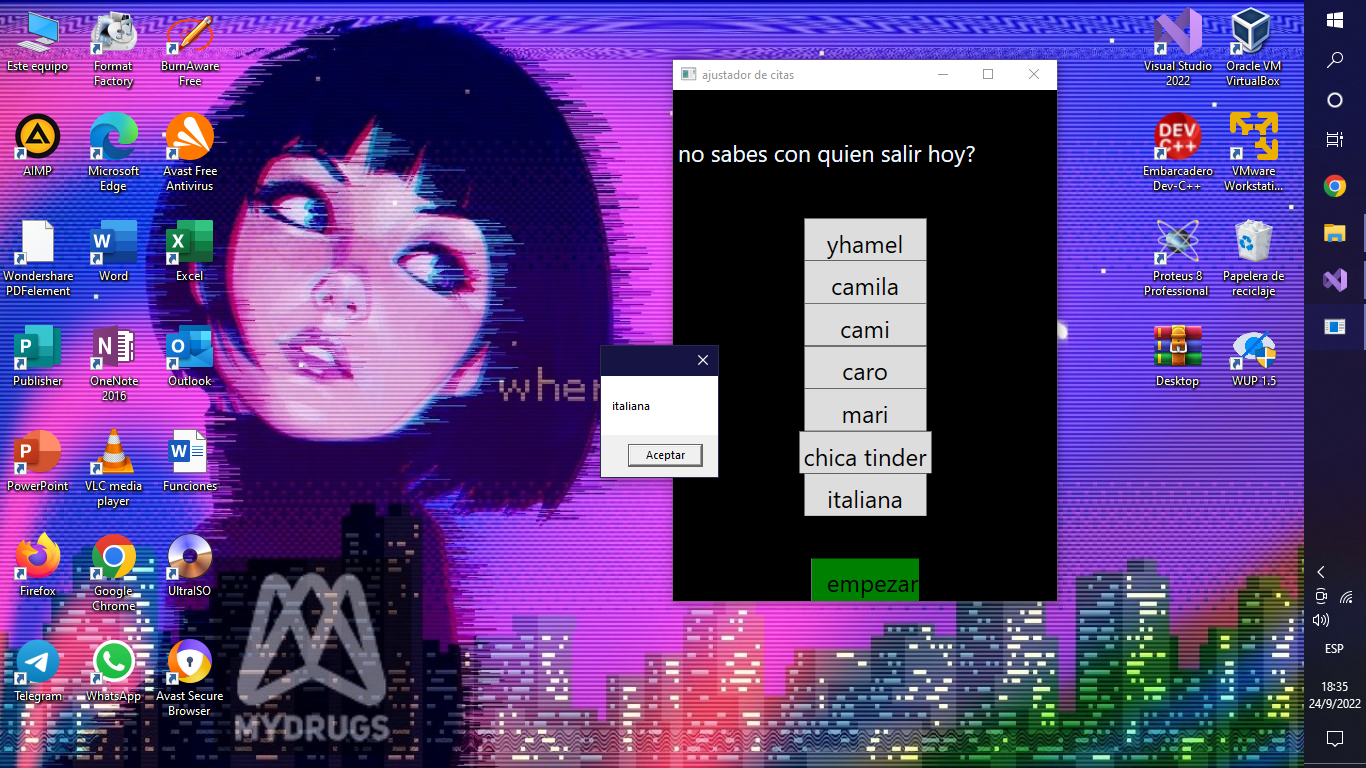 Este equipo
Format
Factory
BurnAware
Free
AIMP
Microsoft
Edge
Avast Free
Antivirus
Wondershare
PDFelement
Word
Excel
Publisher
OneNote
2016
Outlook
PowerPoint
VLC media
player
Funciones
Firefox
Google
Chrome
UltraISO
Telegram
WhatsApp
Avast Secure
Browser
MYDRUGS
wher
ajustador de citas
no sabes con quien salir hoy?
yhamel
camila
cami
caro
mari
chica tinder
italiana
empezar
italiana
Aceptar
Visual Studio
2022
Oracle VM
VirtualBox
DEV
C++
Embarcadero
Dev-C++
VMware
Workstati...
Proteus 8
Professional
Papelera de
reciclaje
Desktop
WUP 1.5
ESP
18:35
24/9/2022